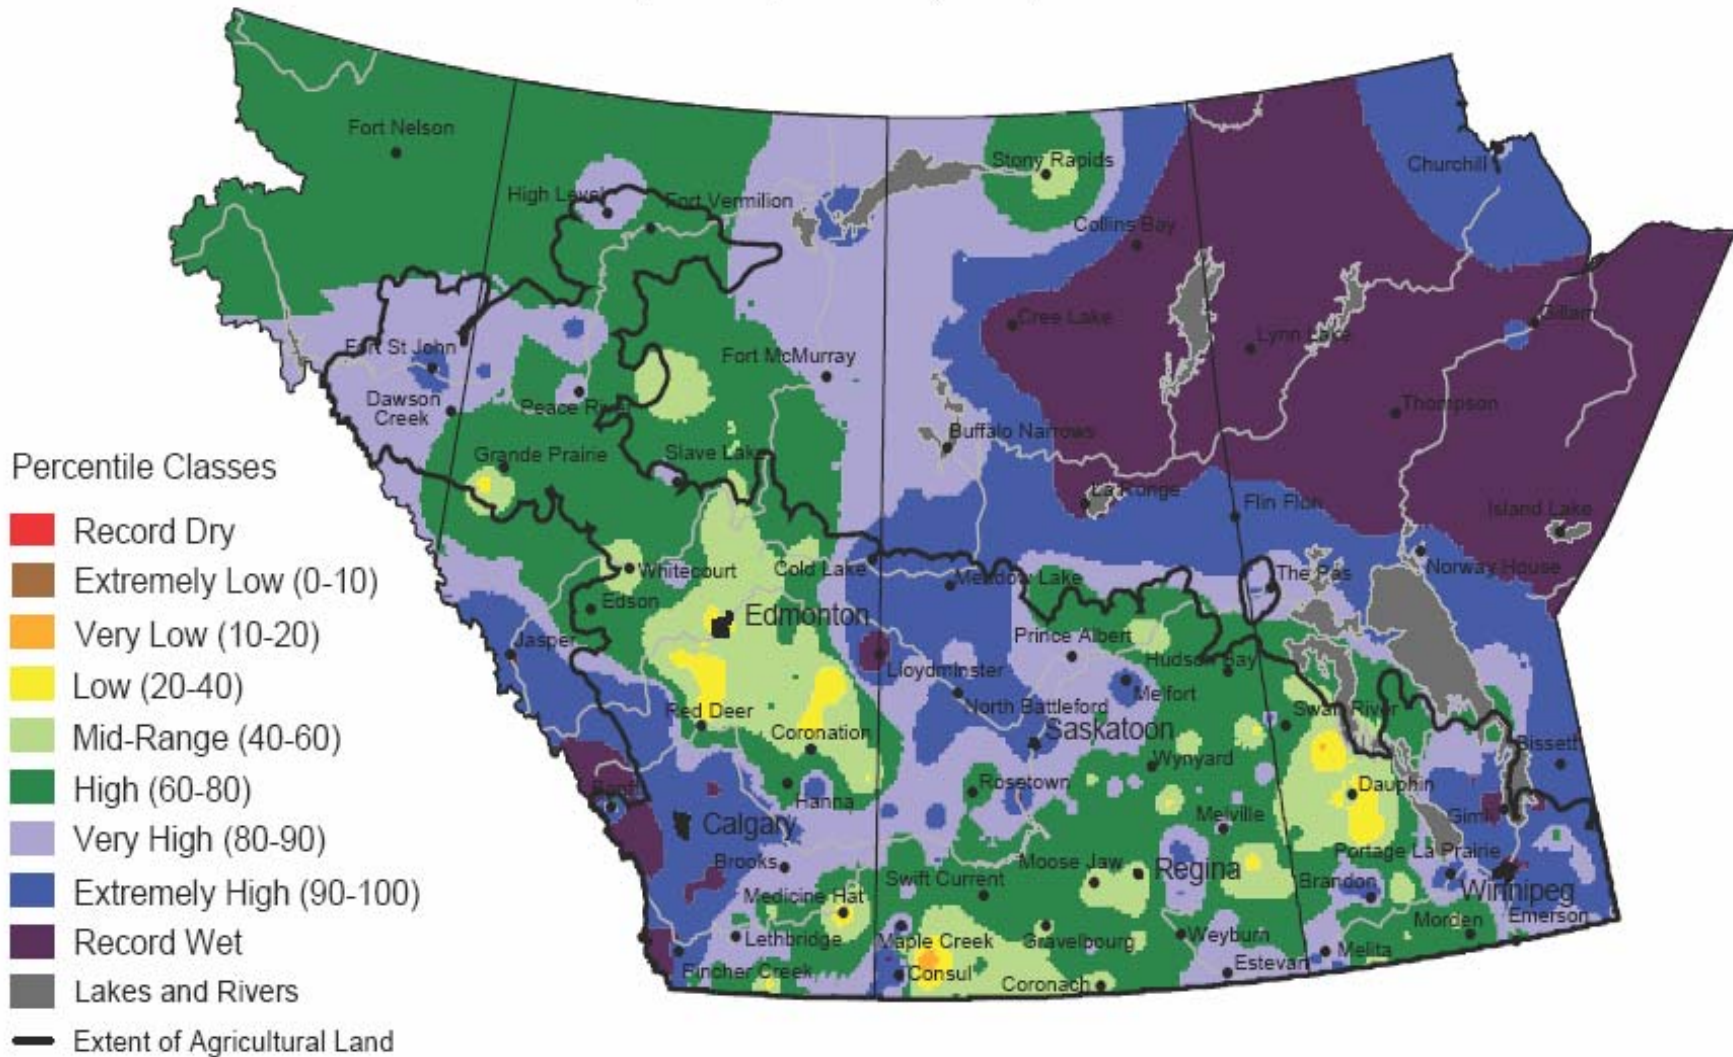 Fort Nelson
Stony Rapids
Churchill
High Level
Fort Vermilion
Collins Bay
Cree Lake
Gillam
Lynn Lake
Fort St John
Fort McMurray
Dawson
Creek
Peace River
Thompson
Buffalo Narrows
Grande Prairie
Slave Lake
La Ronge
Flin Flon
Island Lake
Whitecourt
Cold Lake
Meadow Lake
The Pas
Norway House
Edson
Edmonton
Jasper
Prince Albert
Lloydminster
Hudson Bay
Melfort
North Battleford
Red Deer
Saskatoon
Swan River
Coronation
Bissett
Wynyard
Rosetown
Dauphin
Banff
Hanna
Calgary
Melville
Gimli
Portage La Prairie
Brooks
Moose Jaw
Regina
Swift Current
Brandon
Winnipeg
Medicine Hat
Morden
Emerson
Lethbridge
Maple Creek
Gravelbourg
Weyburn
Melita
Pincher Creek
Consul
Estevan
Coronach
Percentile Classes
Record Dry
Extremely Low (0-10)
Very Low (10-20)
Low (20-40)
Mid-Range (40-60)
High (60-80)
Very High (80-90)
Extremely High (90-100)
Record Wet
Lakes and Rivers
Extent of Agricultural Land